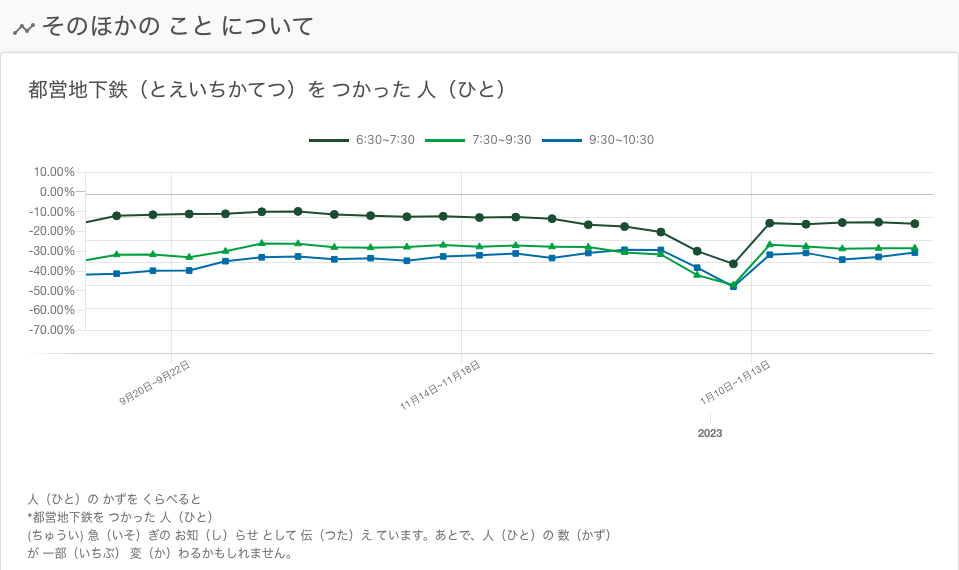 そのほかの こと について
都営地下鉄（とえいちかてつ）を つかった 人（ひと）
6:30~7:30 7:30~9:30 9:30~10:30
10.00%
0.00%
-10.00%
-20.00%
-30.00%
-40.00%
-50.00%
-60.00%
-70.00%
9月20日~9月22日 11月14日~11月18日 1月10日~1月13日
2023
人（ひと）の かずを くらべると
*都営地下鉄を つかった 人（ひと）
(ちゅうい) 急（いそ）ぎの お知（し）らせ として 伝（つた）え ています。あとで、人（ひと）の 数（かず）
が 一部（いちぶ） 変（か）わるかもしれません。